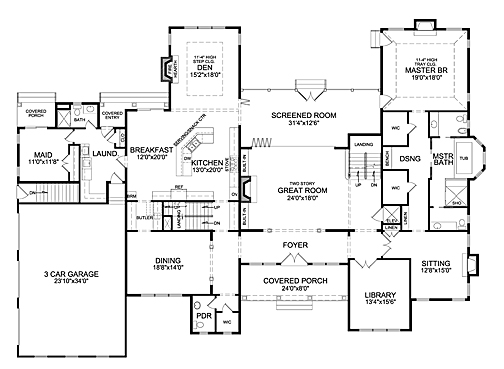 11'-4" HIGH
STEP CLG.
DEN
15'2"x18'0"
FIRE
HEARTH
11'-4" HIGH
TRAY CLG.
MASTER BR
19'0"x18'0"
COVERED
PORCH
BATH
COVERED
ENTRY
SCREENED ROOM
31'4"x12'6"
SERVING/SNACK CTR
WIC
LANDING
MAID
11'0"x11'8"
LAUND.
CLO
BREAKFAST
12'0"x20'0"
DW
KITCHEN
13'0"x20'0"
STOVE
BUILT-IN
BENCH
DSNG
MSTR
BATH
TUB
UP
DN
TWO STORY
GREAT ROOM
24'0"x18'0"
WIC
SHO
DN
REF
BRM
BUTLER
LANDING
UP
DN
BUILT-IN
ELEV
LINEN
LINEN
3 CAR GARAGE
23'10"x34'0"
DINING
18'8"x14'0"
FOYER
SITTING
12'8"x15'0"
COVERED PORCH
24'0"x8'0"
LIBRARY
13'4"x15'6"
PDR
WIC